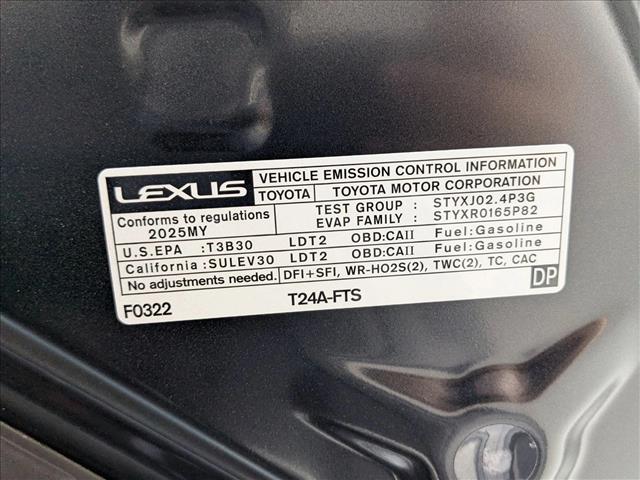 LEXUS
VEHICLE EMISSION CONTROL INFORMATION
TOYOTA TOYOTA MOTOR CORPORATION
Conforms to regulations
2025MY
TEST GROUP : STYXJ02.4P3G
EVAP FAMILY : STYXR0165P82
U.S.EPA :T3B30 LDT2 OBD:CAII Fuel:Gasoline
California :SULEV30 LDT2 OBD:CAII Fuel:Gasoline
No adjustments needed. DFI+SFI, WR-HO2S(2), TWC(2), TC, CAC
DP
F0322 T24A-FTS